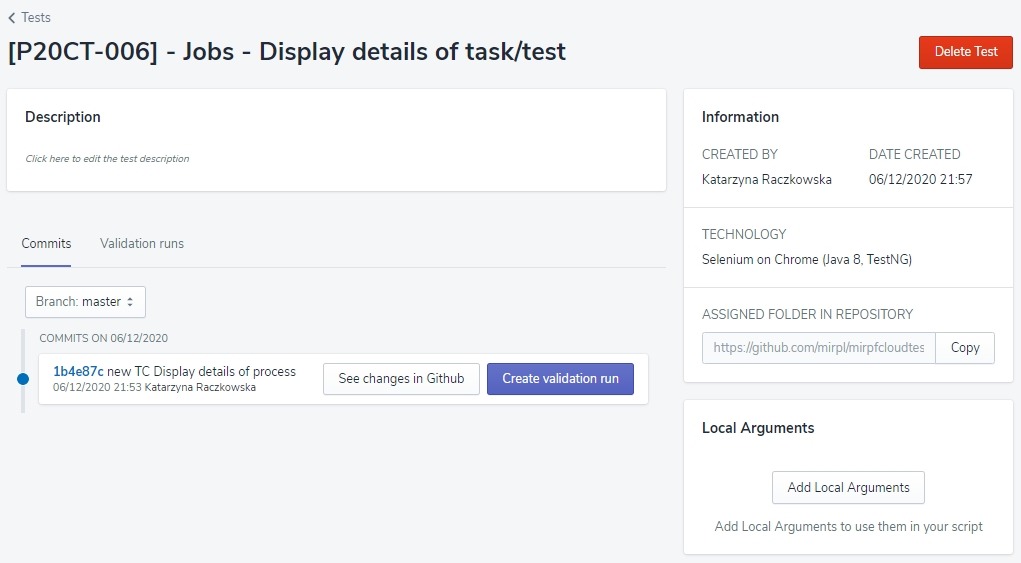 Tests
[P20CT-006] - Jobs - Display details of task/test
Delete Test
Description
Click here to edit the test description
Commits
Validation runs
Branch: master
COMMITS ON 06/12/2020
1b4e87c new TC Display details of process
06/12/2020 21:53 Katarzyna Raczkowska
See changes in Github
Create validation run
Information
CREATED BY
DATE CREATED
Katarzyna Raczkowska
06/12/2020 21:57
TECHNOLOGY
Selenium on Chrome (Java 8, TestNG)
ASSIGNED FOLDER IN REPOSITORY
https://github.com/mirpl/mirpfcloudtes
Copy
Local Arguments
Add Local Arguments
Add Local Arguments to use them in your script